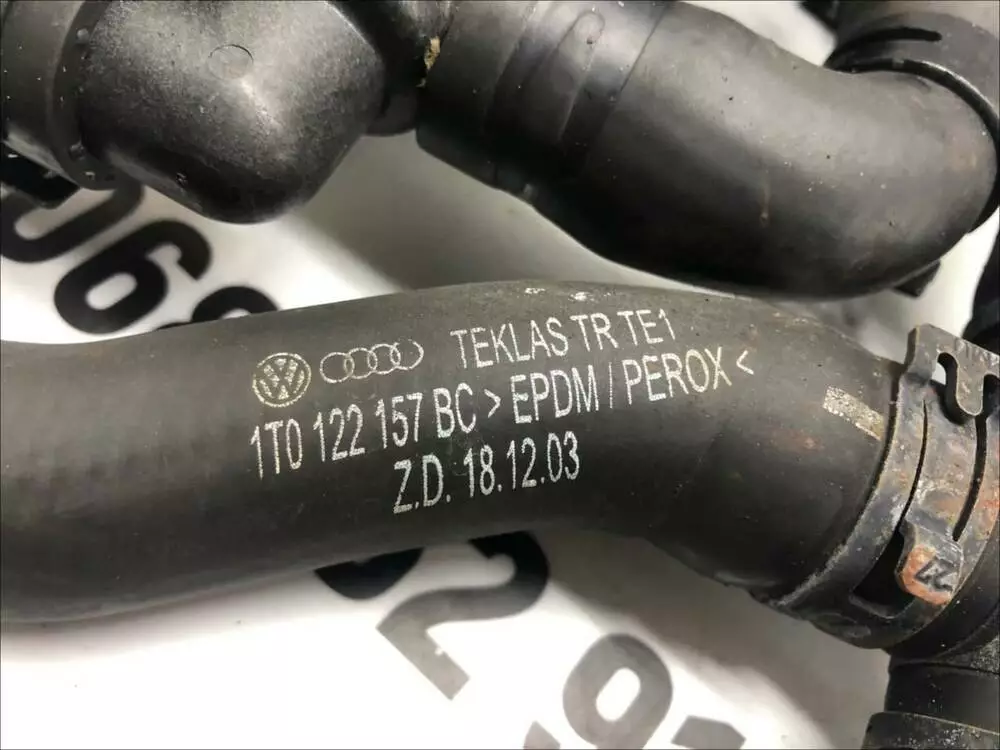 TEKLAS TR TE1
1T0 122 157 BC > EPDM / PEROX <
Z.D. 18.12.03